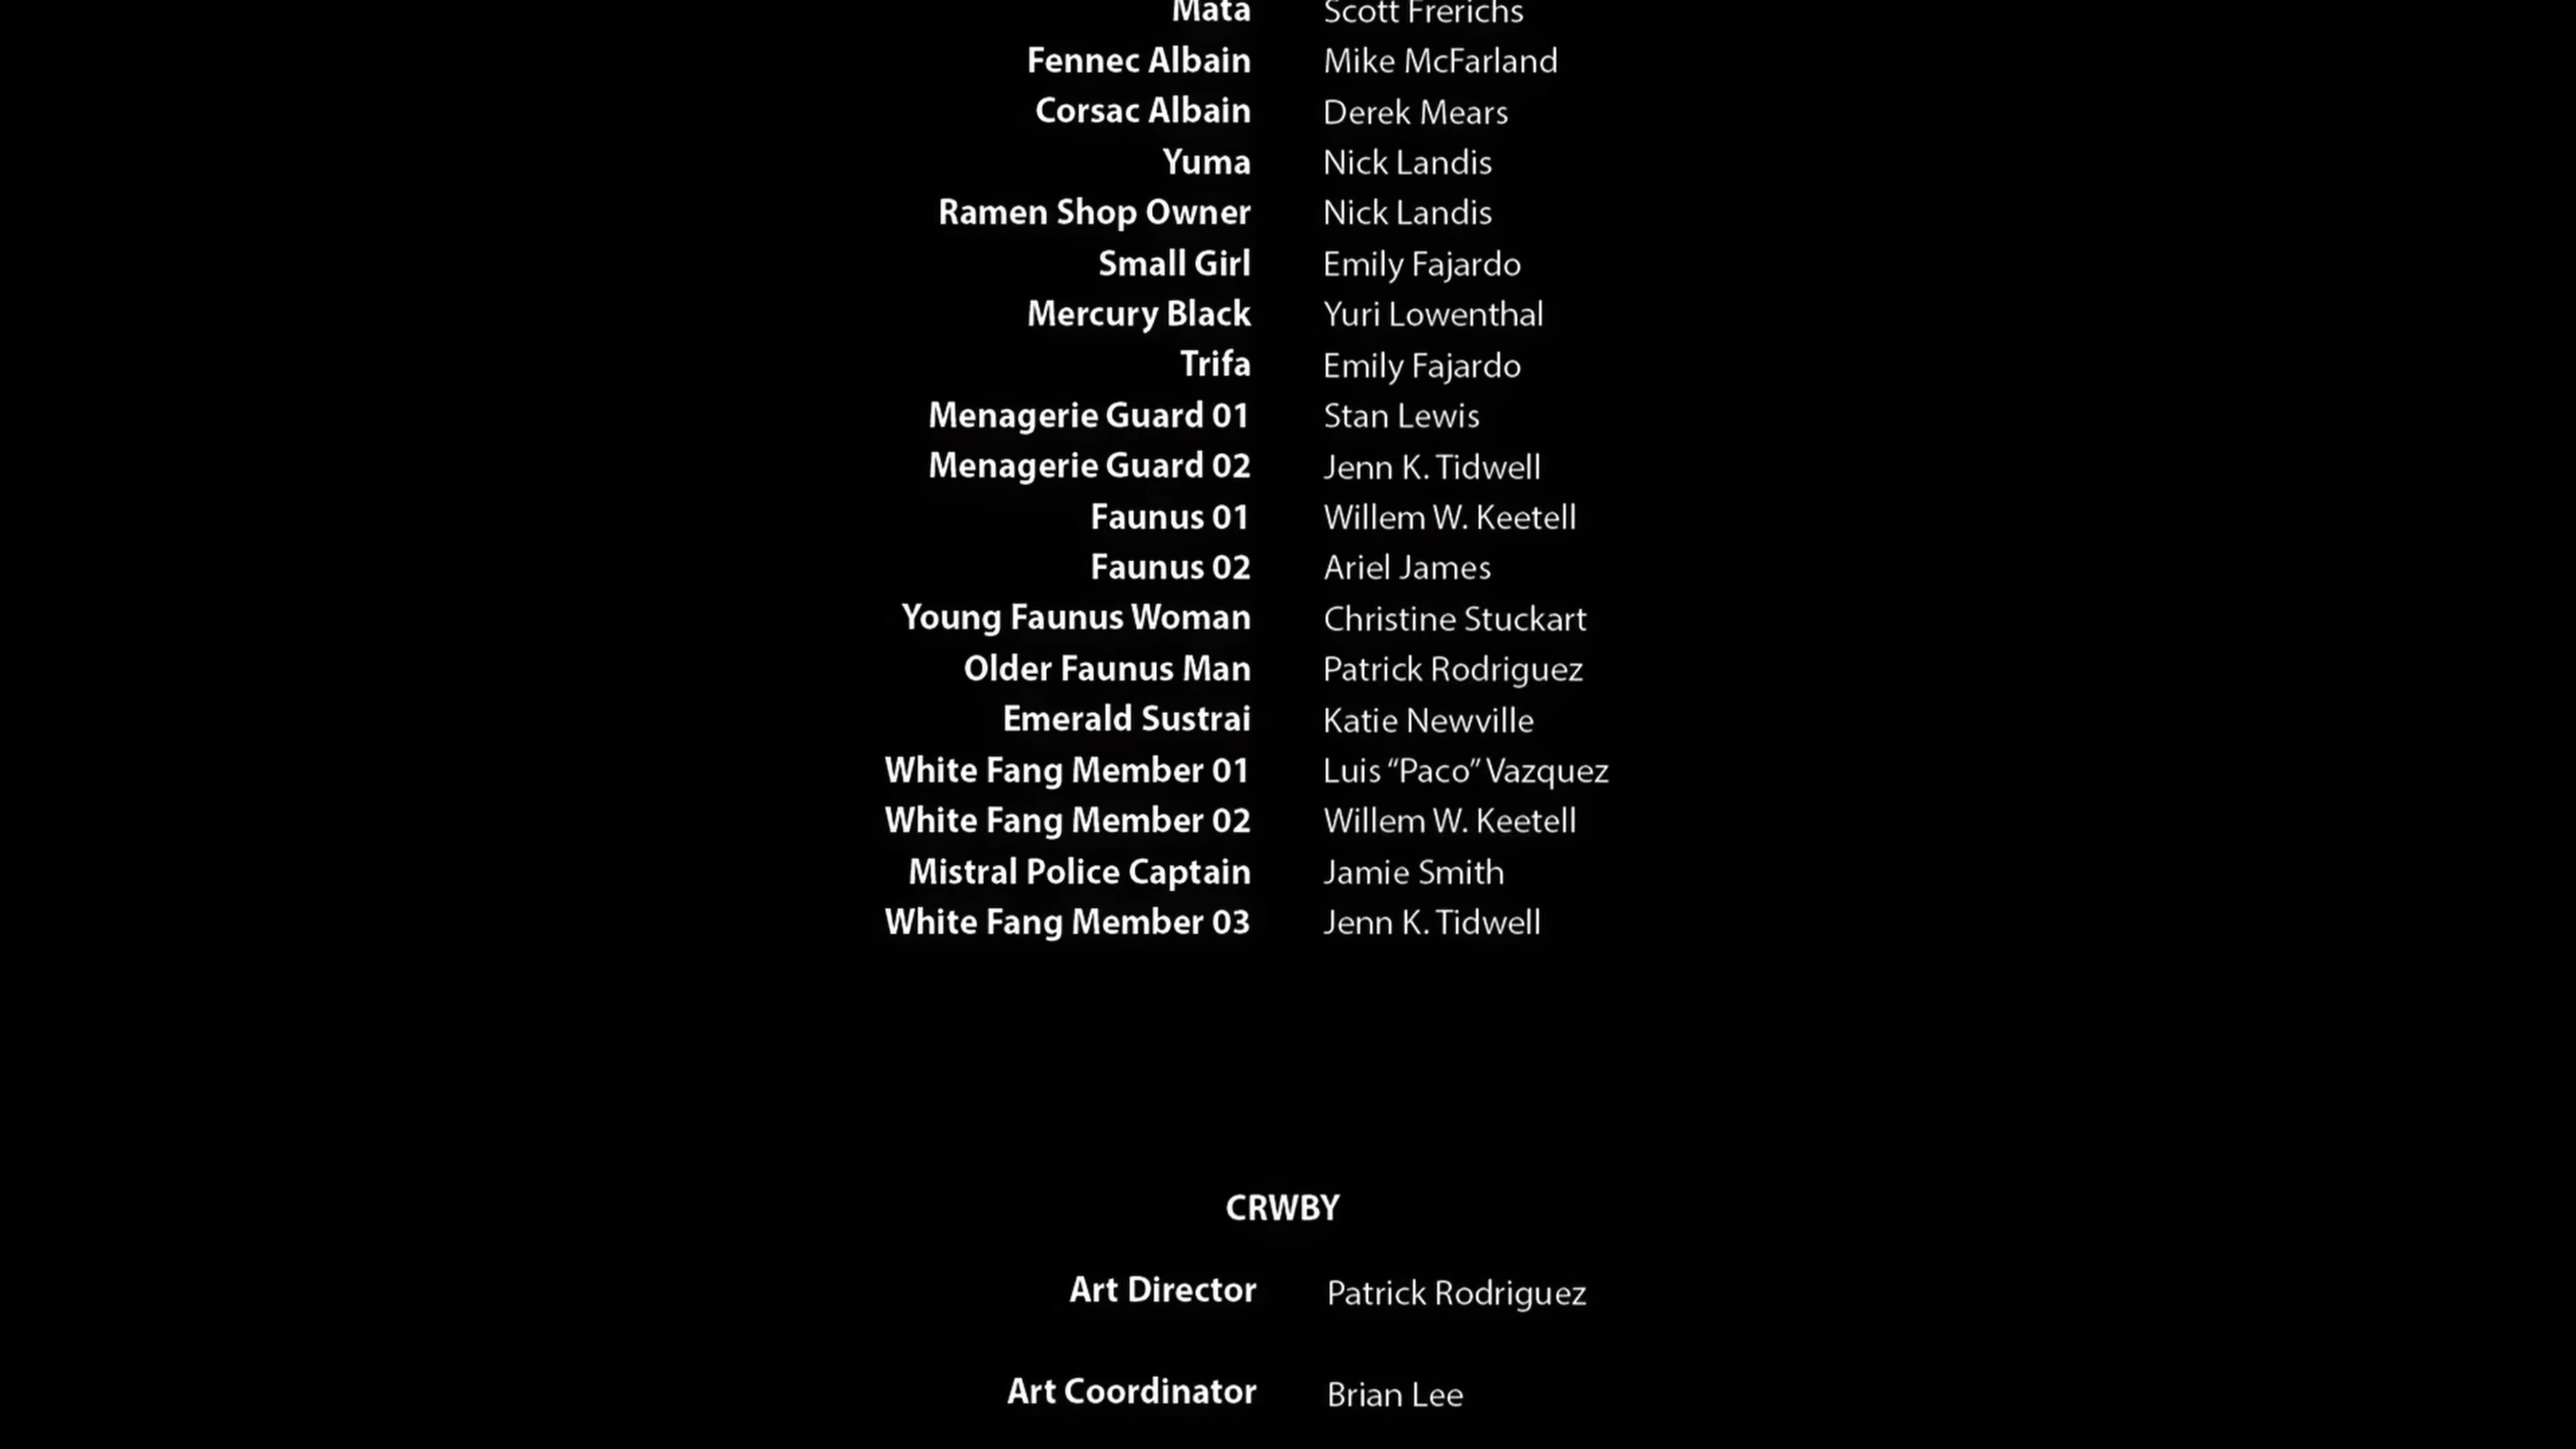 Mata Scott Frerichs
Fennec Albain Mike McFarland
Corsac Albain Derek Mears
Yuma Nick Landis
Ramen Shop Owner Nick Landis
Small Girl Emily Fajardo
Mercury Black Yuri Lowenthal
Trifa Emily Fajardo
Menagerie Guard 01 Stan Lewis
Menagerie Guard 02 Jenn K. Tidwell
Faunus 01 Willem W. Keetell
Faunus 02 Ariel James
Young Faunus Woman Christine Stuckart
Older Faunus Man Patrick Rodriguez
Emerald Sustrai Katie Newville
White Fang Member 01 Luis “Paco” Vazquez
White Fang Member 02 Willem W. Keetell
Mistral Police Captain Jamie Smith
White Fang Member 03 Jenn K. Tidwell
CRWBY
Art Director Patrick Rodriguez
Art Coordinator Brian Lee